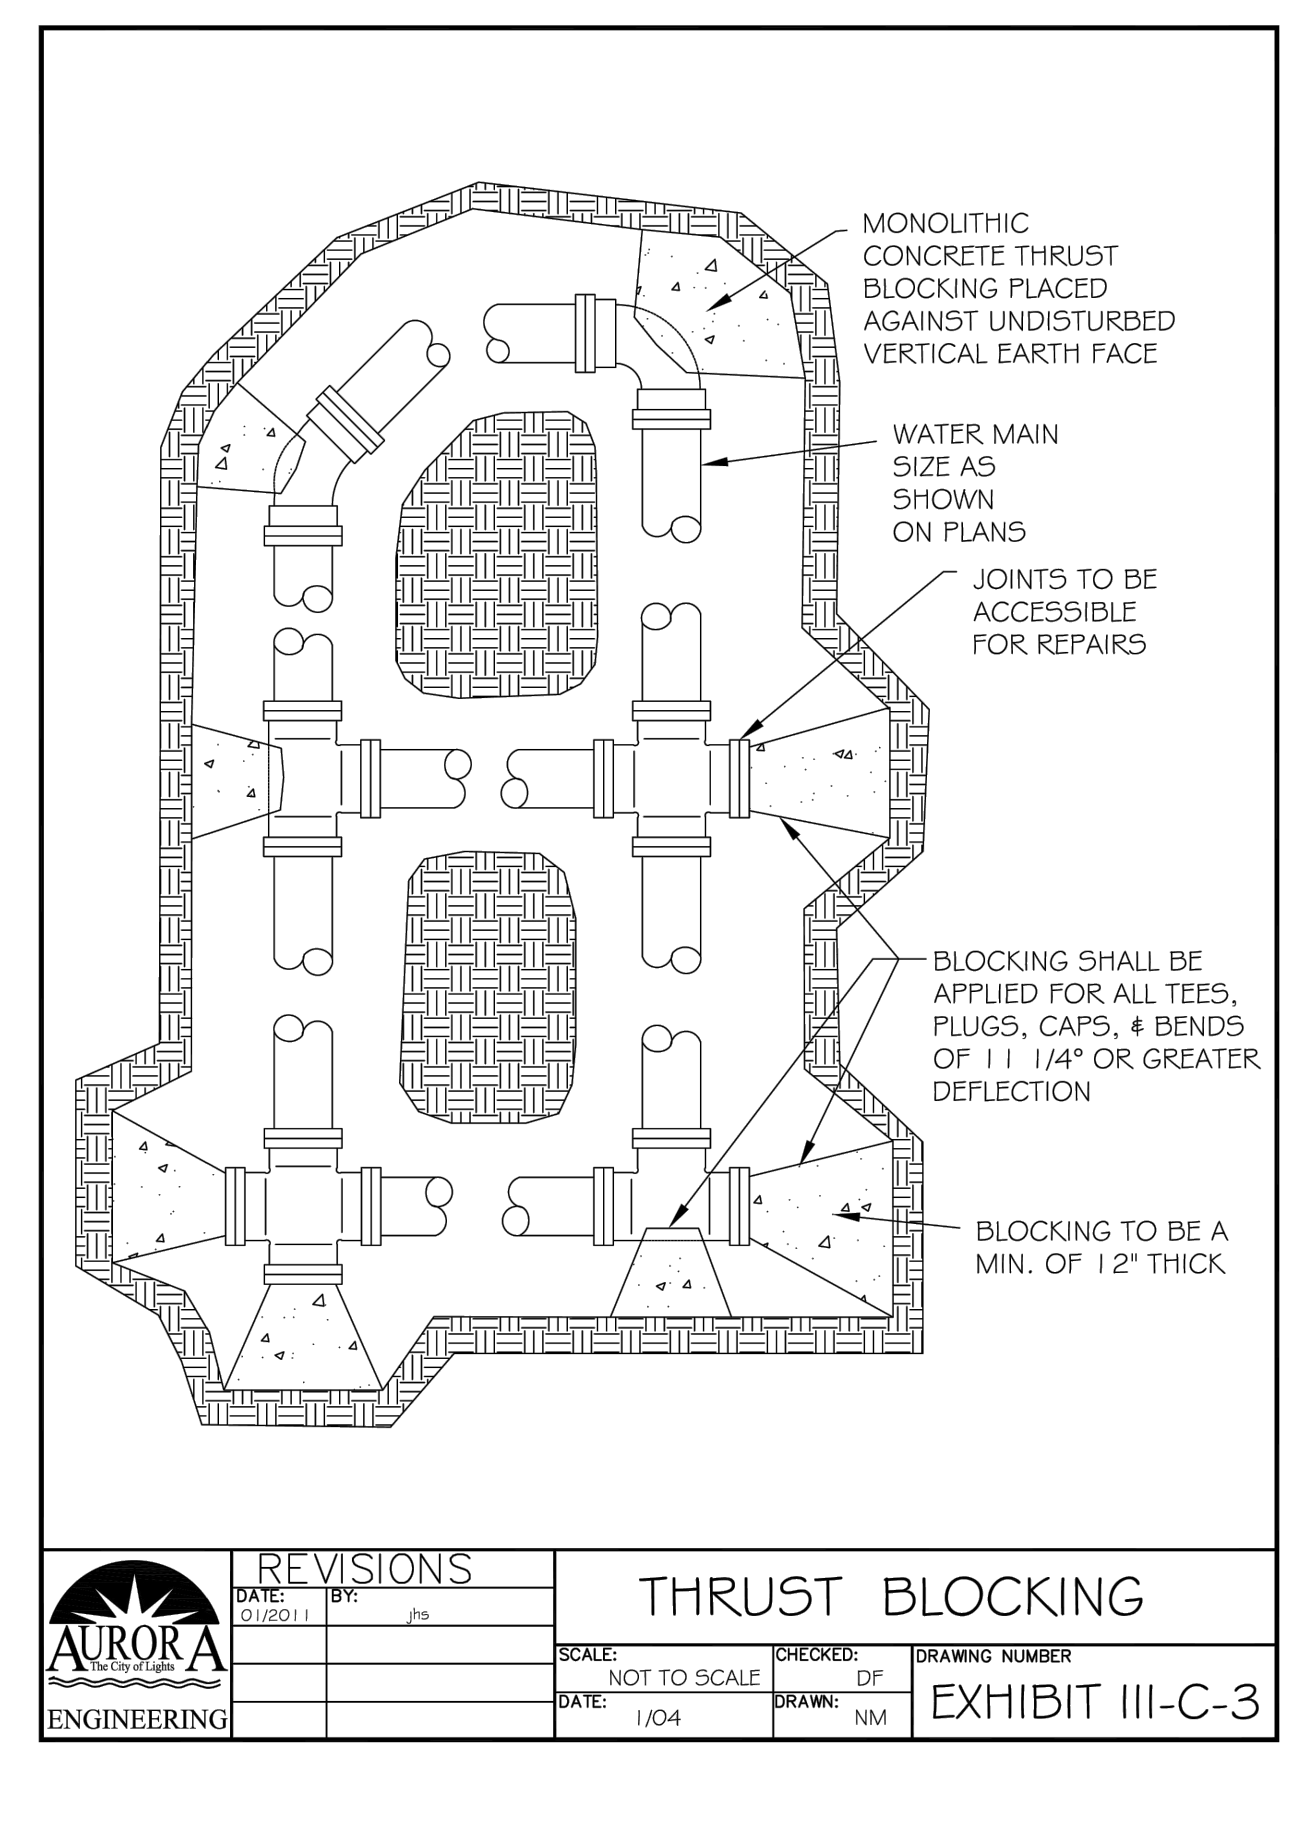 MONOLITHIC
CONCRETE THRUST
BLOCKING PLACED
AGAINST UNDISTURBED
VERTICAL EARTH FACE
WATER MAIN
SIZE AS
SHOWN
ON PLANS
JOINTS TO BE
ACCESSIBLE
FOR REPAIRS
BLOCKING SHALL BE
APPLIED FOR ALL TEES,
PLUGS, CAPS, & BENDS
OF 11 1/4° OR GREATER
DEFLECTION
BLOCKING TO BE A
MIN. OF 12" THICK
AURORA
The City of Lights
ENGINEERING
REVISIONS
DATE: BY:
01/2011 jhs
THRUST BLOCKING
SCALE:
NOT TO SCALE
CHECKED:
DF
DATE:
1/04
DRAWN:
NM
DRAWING NUMBER
EXHIBIT III-C-3